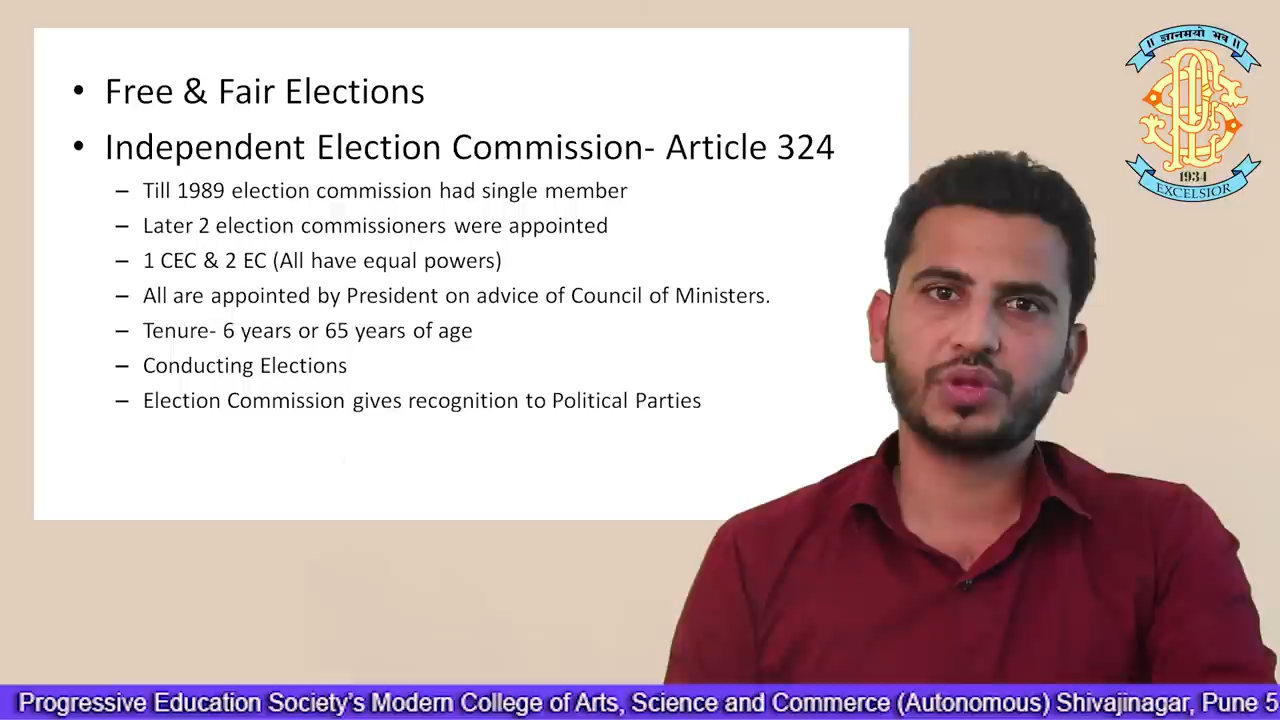 • Free & Fair Elections
• Independent Election Commission- Article 324
– Till 1989 election commission had single member
– Later 2 election commissioners were appointed
– 1 CEC & 2 EC (All have equal powers)
– All are appointed by President on advice of Council of Ministers.
– Tenure- 6 years or 65 years of age
– Conducting Elections
– Election Commission gives recognition to Political Parties
॥ ज्ञानमयो भव ॥
1934
EXCELSIOR
Progressive Education Society's Modern College of Arts, Science and Commerce (Autonomous) Shivajinagar, Pune 5